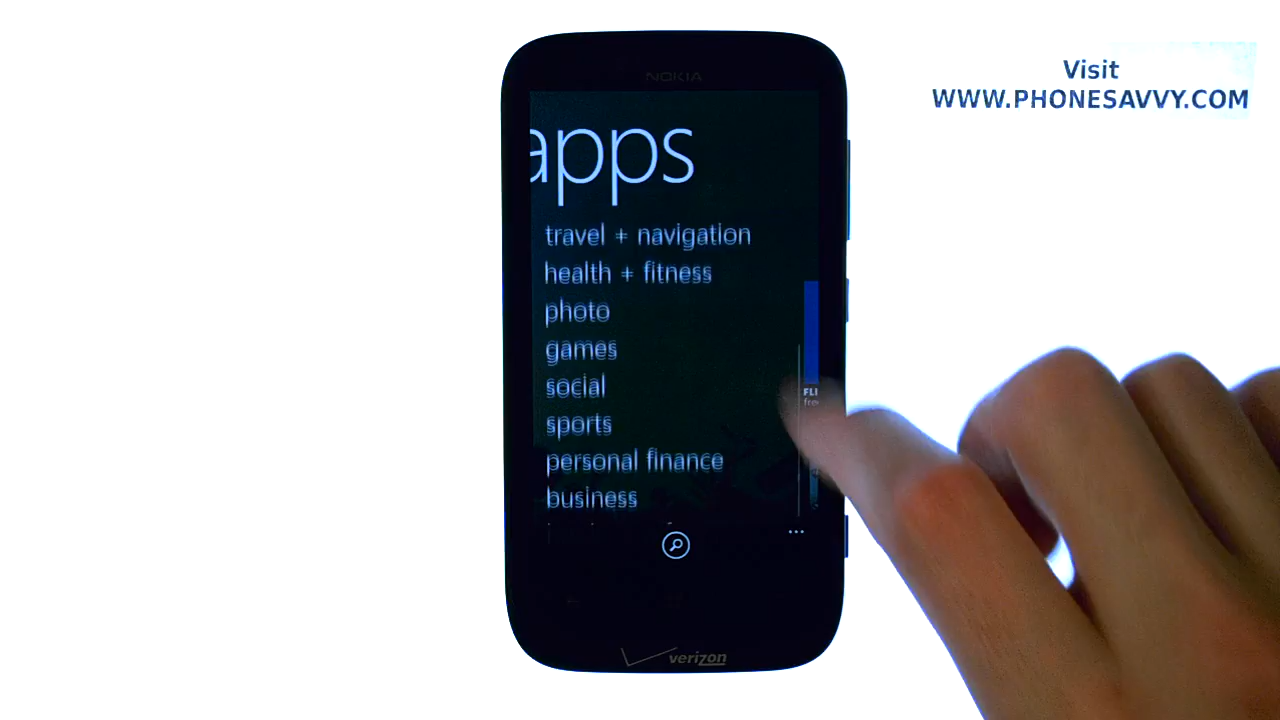 Visit
WWW.PHONESAVVY.COM
NOKIA
apps
travel + navigation
health + fitness
photo
games
social
sports
personal finance
business
verizon